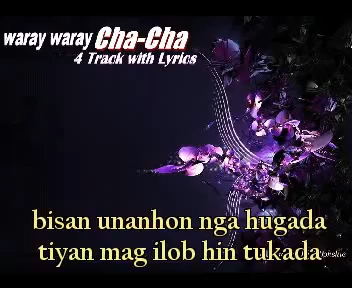 waray waray Cha-Cha
4 Track with Lyrics
bisan unanhon nga hugada
tiyan mag ilob hin tukada